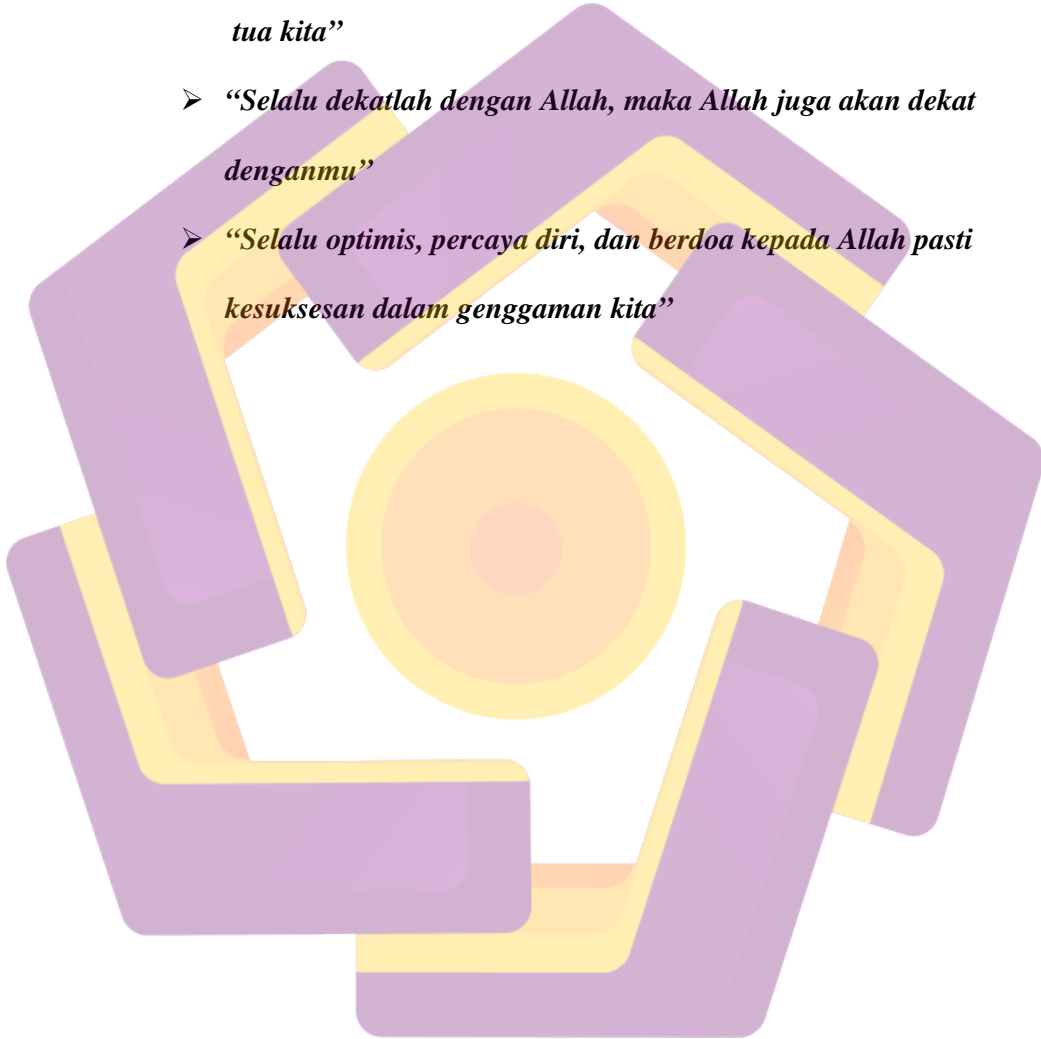 tua kita”
➢ “Selalu dekatlah dengan Allah, maka Allah juga akan dekat
denganmu”
➢ “Selalu optimis, percaya diri, dan berdoa kepada Allah pasti
kesuksesan dalam genggaman kita”